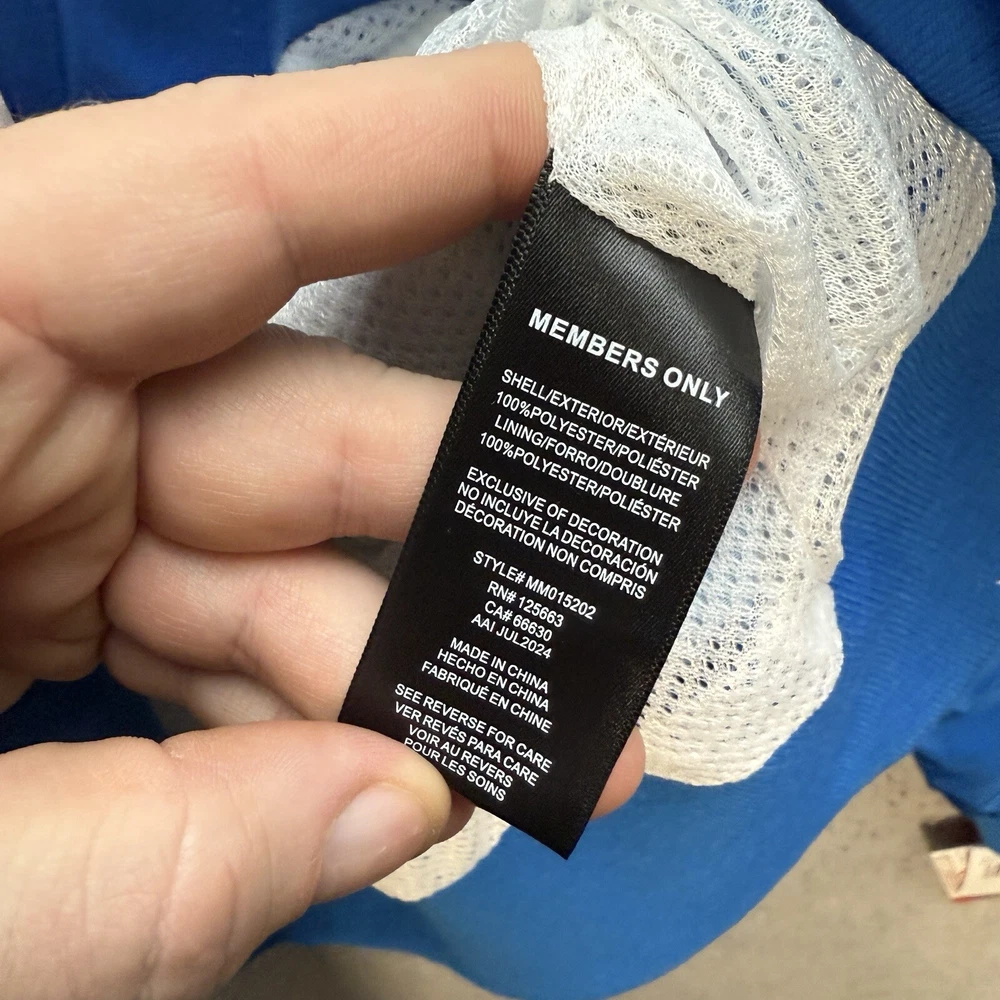 MEMBERS ONLY
SHELL/EXTERIOR/EXTÉRIEUR
100%POLYESTER/POLIÉSTER
LINING/FORRO/DOUBLURE
100%POLYESTER/POLIÉSTER
EXCLUSIVE OF DECORATION
NO INCLUYE LA DECORACIÓN
DÉCORATION NON COMPRIS
STYLE# MM015202
RN# 125663
CA# 66630
AAI JUL2024
MADE IN CHINA
HECHO EN CHINA
FABRIQUÉ EN CHINE
SEE REVERSE FOR CARE
VER REVÉS PARA CARE
VOIR AU REVERS
POUR LES SOINS